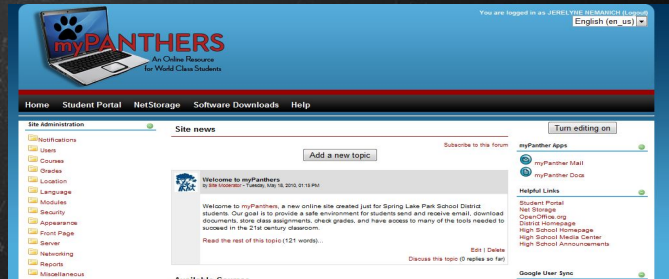 You are logged in as JERELYNE NEMANICH (Logout)
English (en_us)
myPANTHERS
An Online Resource
for World Class Students
Home Student Portal NetStorage Software Downloads Help
Site Administration
Notifications
Users
Courses
Grades
Location
Language
Modules
Security
Appearance
Front Page
Server
Networking
Reports
Miscellaneous
Site news
Subscribe to this forum
Add a new topic
Welcome to myPanthers
by Site Moderator - Tuesday, May 18, 2010, 01:15 PM
Welcome to myPanthers, a new online site created just for Spring Lake Park School District
students. Our goal is to provide a safe environment for students send and receive email, download
documents, store class assignments, check grades, and have access to many of the tools needed to
succeed in the 21st century classroom.
Read the rest of this topic (121 words)...
Edit | Delete
Discuss this topic (0 replies so far)
Turn editing on
myPanther Apps
myPanther Mail
myPanther Docs
Helpful Links
Student Portal
Net Storage
OpenOffice.org
District Homepage
High School Homepage
High School Media Center
High School Announcements
Google User Sync